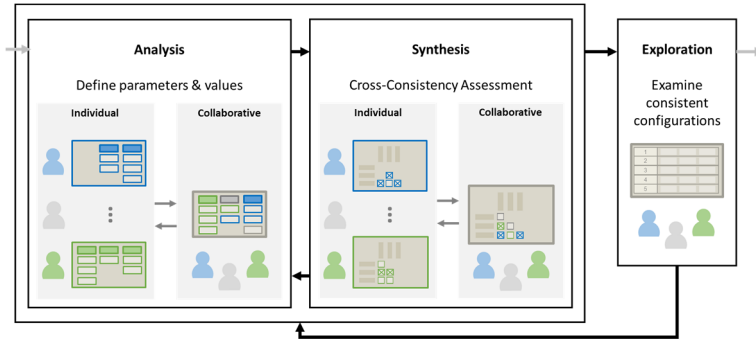 Analysis
Define parameters & values
Individual
Collaborative
Synthesis
Cross-Consistency Assessment
Individual
Collaborative
Exploration
Examine
consistent
configurations
1
2
3
4
5